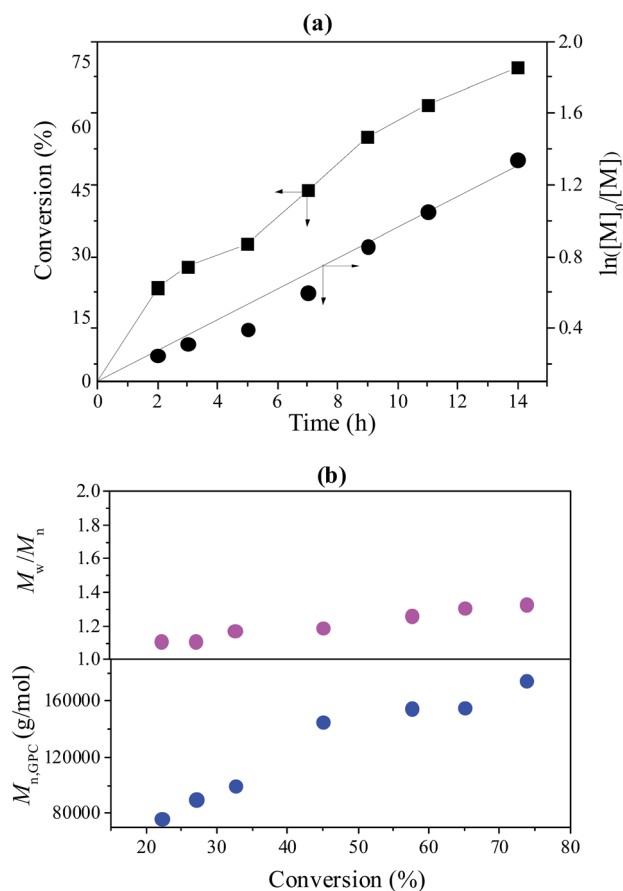 (a)
75
60
45
30
15
0
Conversion (%)
2.0
1.6
1.2
0.8
0.4
ln([M]₀/[M])
0 2 4 6 8 10 12 14
Time (h)
(b)
2.0
1.8
1.6
1.4
1.2
1.0
Mw/Mn
160000
120000
80000
Mn,GPC (g/mol)
20 30 40 50 60 70 80
Conversion (%)